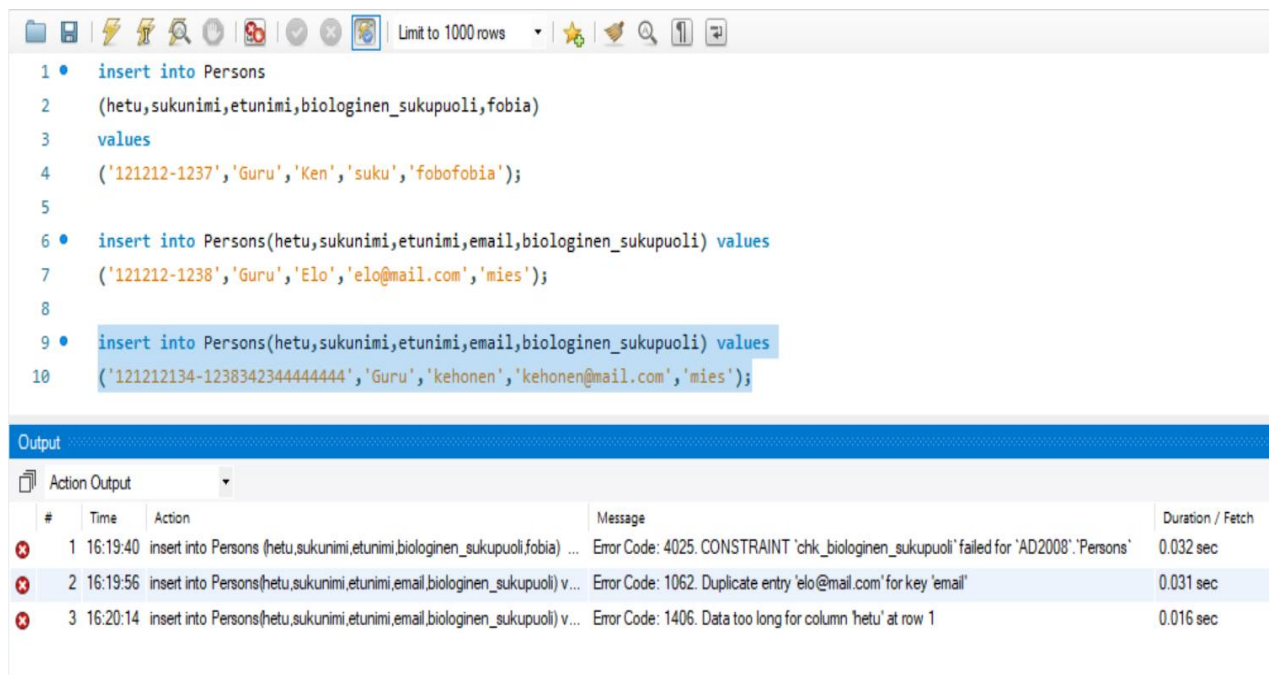 Limit to 1000 rows
1 insert into Persons
2 (hetu,sukunimi,etunimi,biologinen_sukupuoli,fobia)
3 values
4 ('121212-1237','Guru','Ken','suku','fobofobia');
5
6 insert into Persons(hetu,sukunimi,etunimi,email,biologinen_sukupuoli) values
7 ('121212-1238','Guru','Elo','elo@mail.com','mies');
8
9 insert into Persons(hetu,sukunimi,etunimi,email,biologinen_sukupuoli) values
10 ('121212134-1238342344444444','Guru','kehonen','kehonen@mail.com','mies');
Output
Action Output
# Time Action Message Duration / Fetch
1 16:19:40 insert into Persons (hetu,sukunimi,etunimi,biologinen_sukupuoli,fobia) ... Error Code: 4025. CONSTRAINT `chk_biologinen_sukupuoli` failed for `AD2008`.`Persons` 0.032 sec
2 16:19:56 insert into Persons(hetu,sukunimi,etunimi,email,biologinen_sukupuoli) v... Error Code: 1062. Duplicate entry 'elo@mail.com' for key 'email' 0.031 sec
3 16:20:14 insert into Persons(hetu,sukunimi,etunimi,email,biologinen_sukupuoli) v... Error Code: 1406. Data too long for column 'hetu' at row 1 0.016 sec